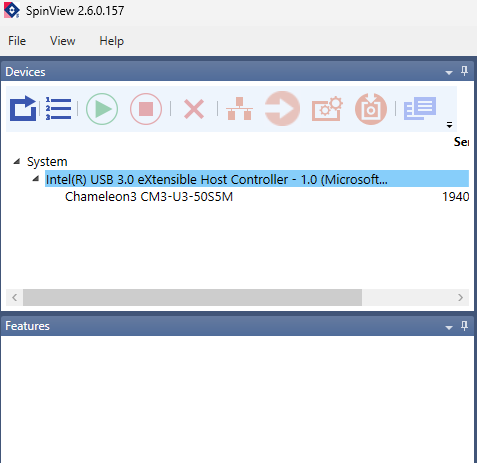 SpinView 2.6.0.157
File View Help
Devices
Se
System
Intel(R) USB 3.0 eXtensible Host Controller - 1.0 (Microsoft...
Chameleon3 CM3-U3-50S5M 1940
Features